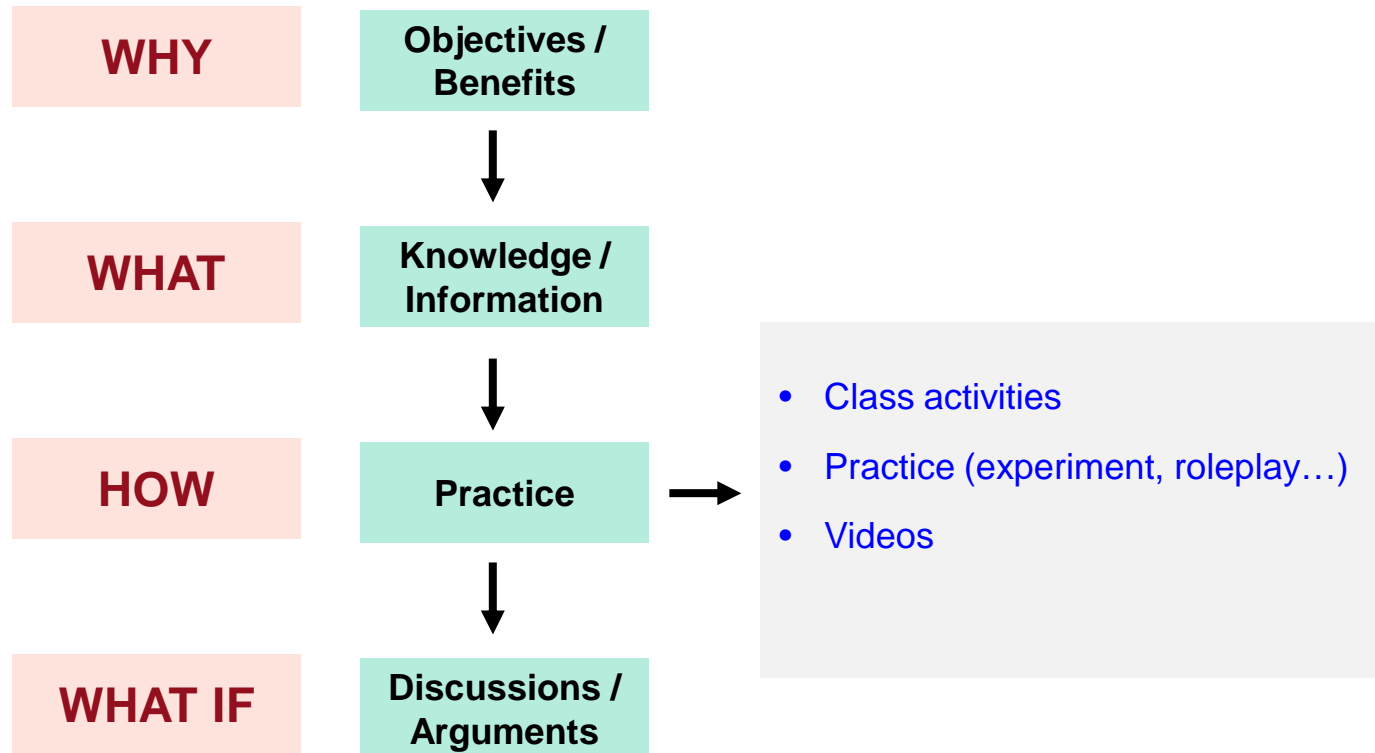 WHY
Objectives /
Benefits
WHAT
Knowledge /
Information
HOW
Practice
• Class activities
• Practice (experiment, roleplay…)
• Videos
WHAT IF
Discussions /
Arguments